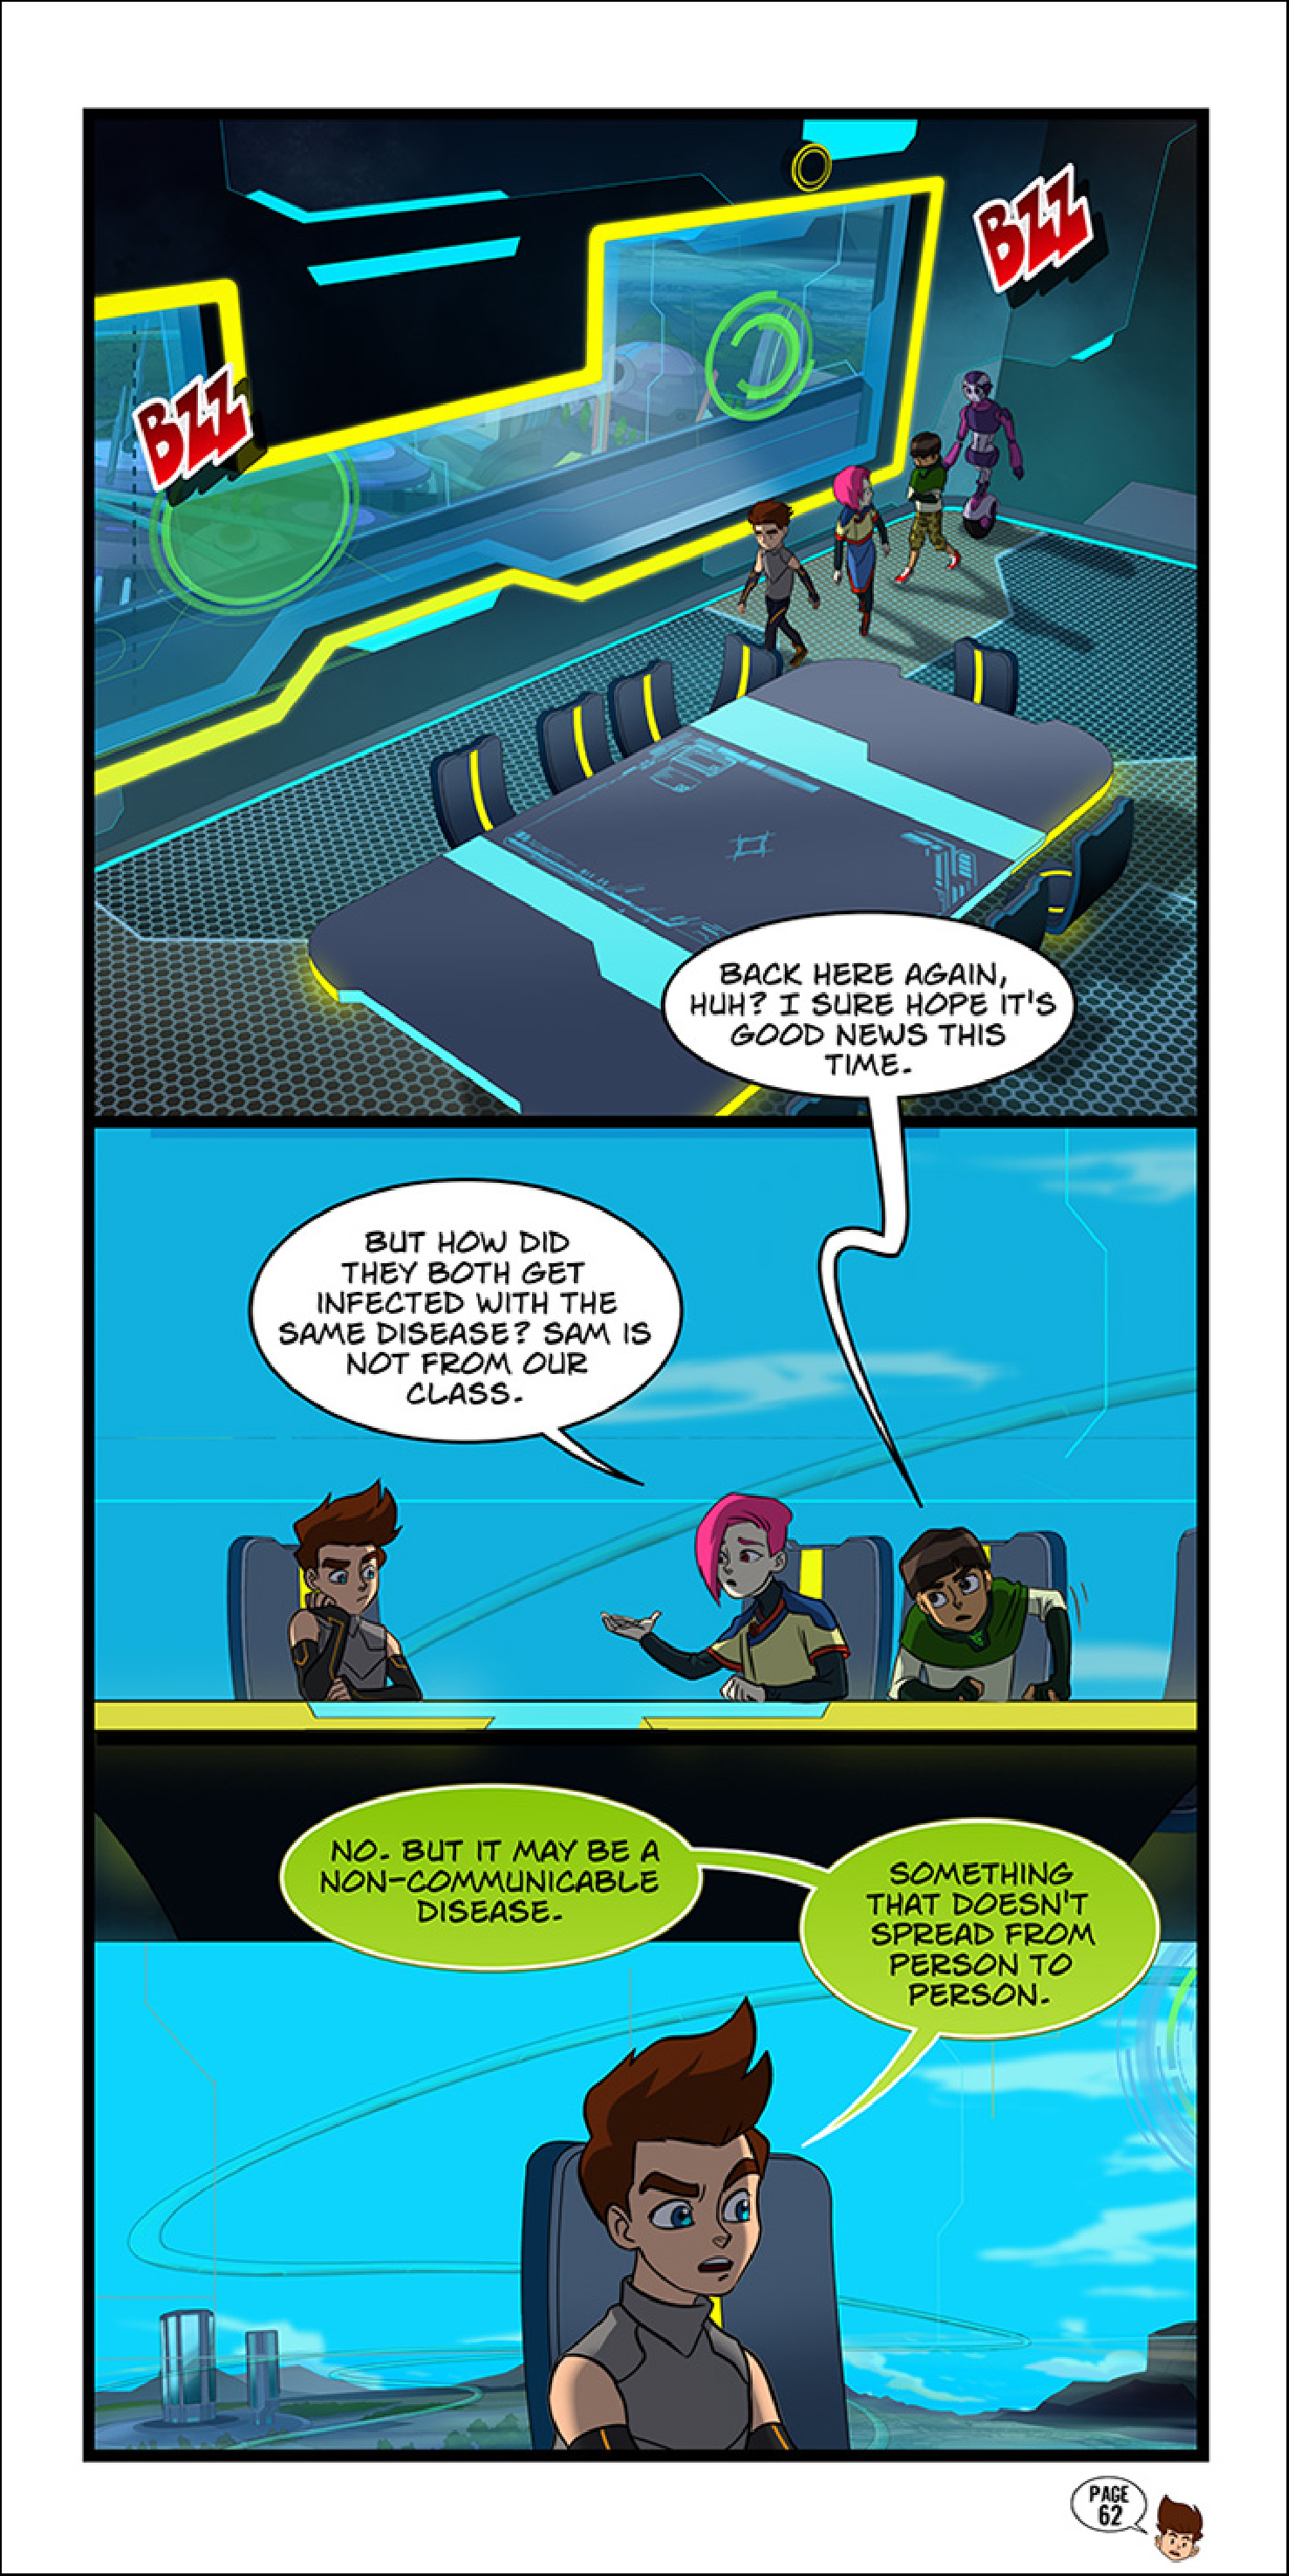 BZZ
BZZ
BACK HERE AGAIN,
HUH? I SURE HOPE IT'S
GOOD NEWS THIS
TIME.
BUT HOW DID
THEY BOTH GET
INFECTED WITH THE
SAME DISEASE? SAM IS
NOT FROM OUR
CLASS.
NO. BUT IT MAY BE A
NON-COMMUNICABLE
DISEASE.
SOMETHING
THAT DOESN'T
SPREAD FROM
PERSON TO
PERSON.
PAGE
62